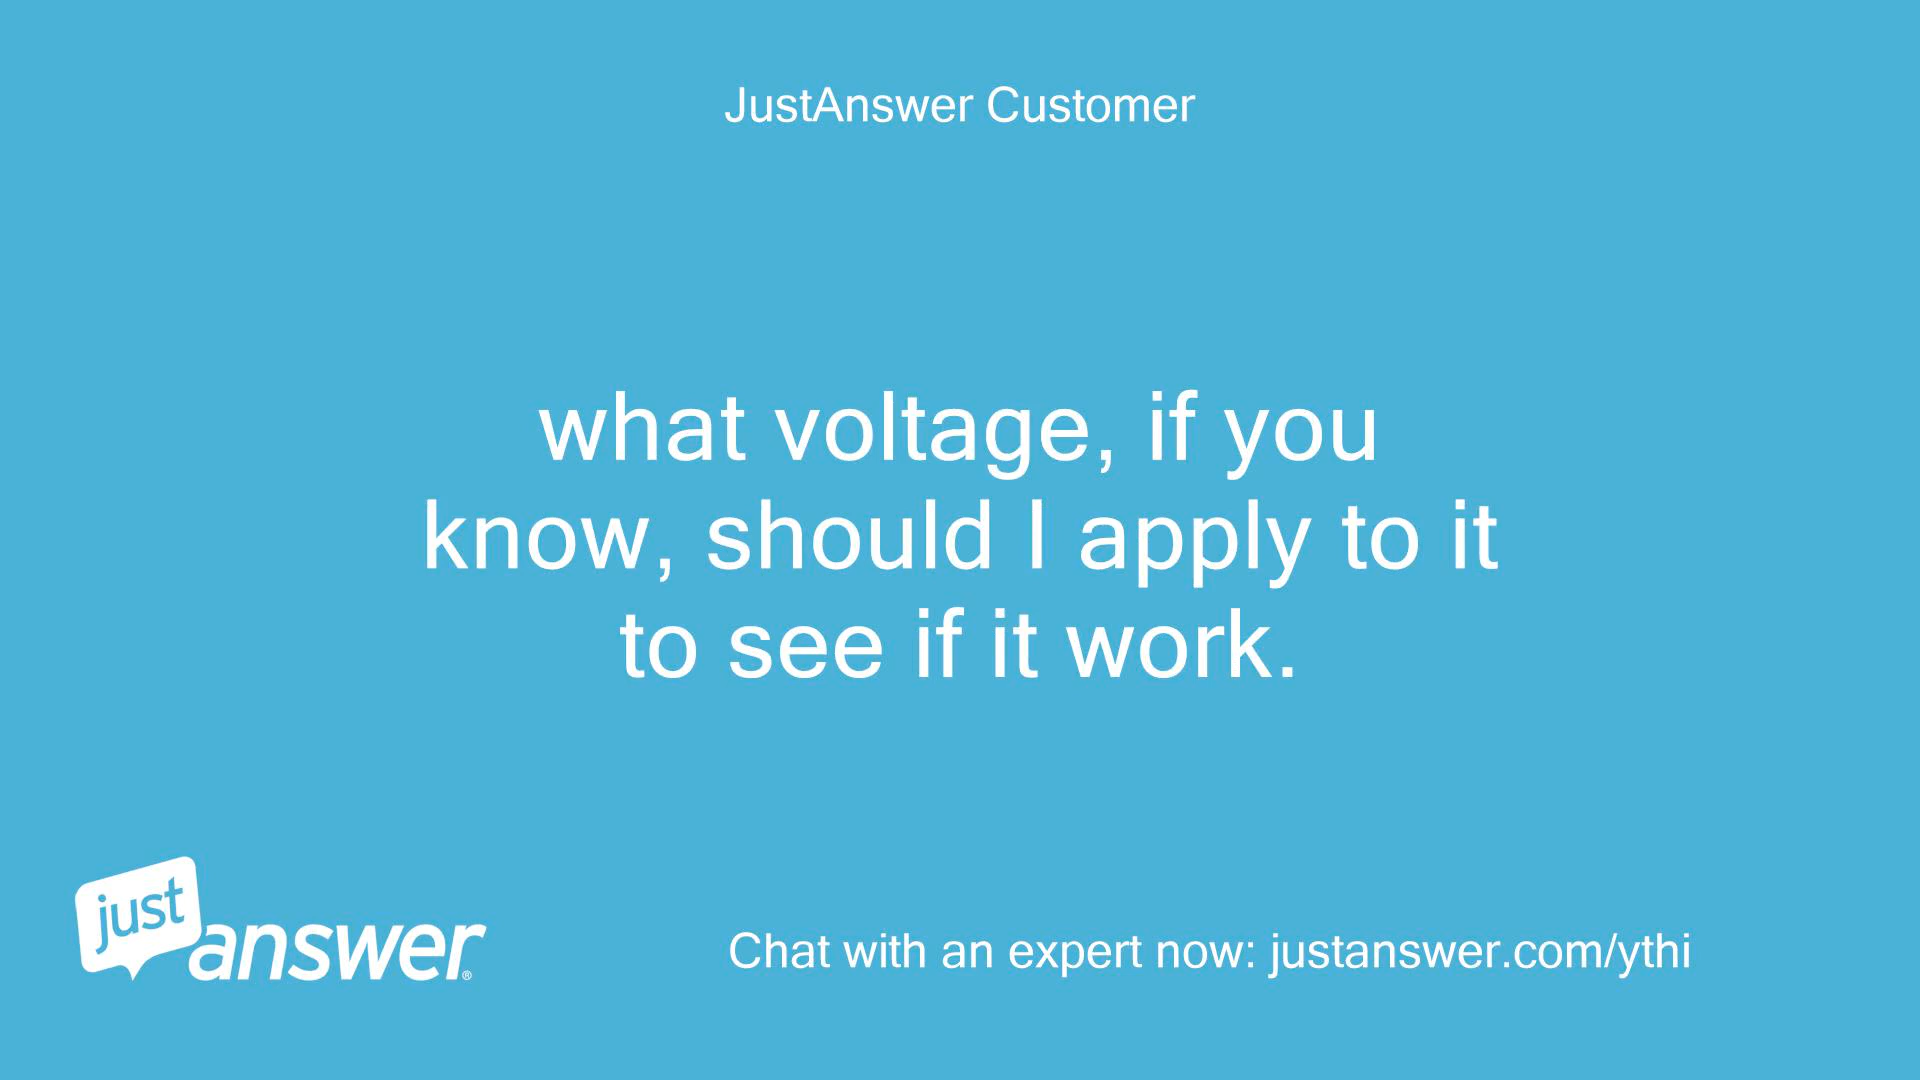 JustAnswer Customer
what voltage, if you
know, should I apply to it
to see if it work.
just
answer®
Chat with an expert now: justanswer.com/ythi